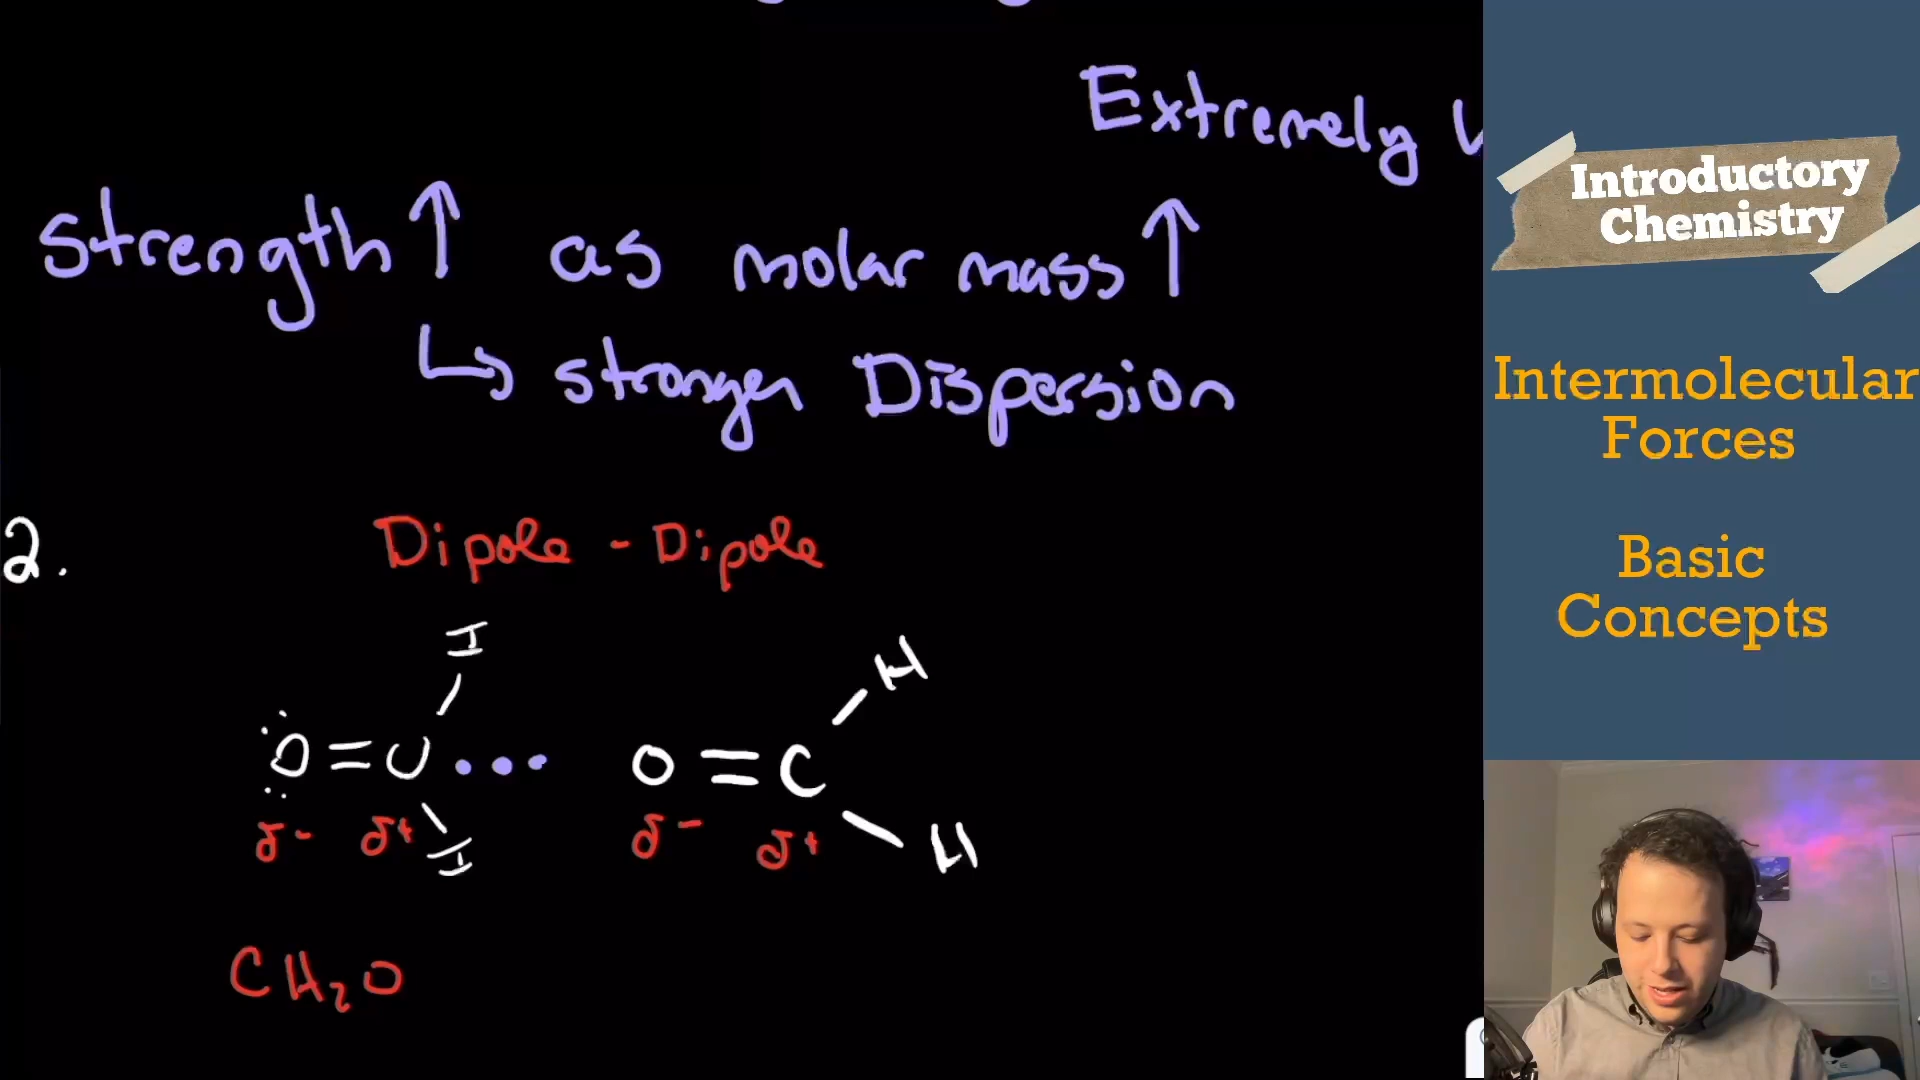 Extremely
Strength ↑ as molar mass ↑
↳ stronger Dispersion
2. Dipole - Dipole
H
H
:O=C••• O=C
δ- δ+ δ- δ+
H
H
CH₂O
Introductory
Chemistry
Intermolecular
Forces
Basic
Concepts